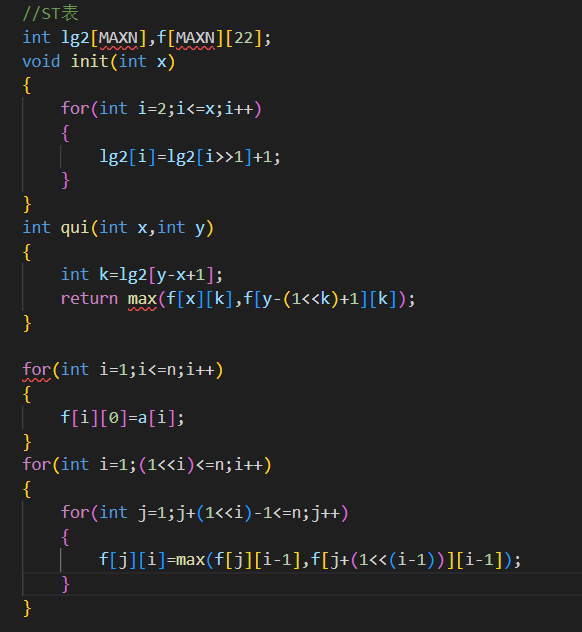 //ST表
int lg2[MAXN],f[MAXN][22];
void init(int x)
{
    for(int i=2;i<=x;i++)
    {
        lg2[i]=lg2[i>>1]+1;
    }
}
int qui(int x,int y)
{
    int k=lg2[y-x+1];
    return max(f[x][k],f[y-(1<<k)+1][k]);
}

for(int i=1;i<=n;i++)
{
    f[i][0]=a[i];
}
for(int i=1;(1<<i)<=n;i++)
{
    for(int j=1;j+(1<<i)-1<=n;j++)
    {
        f[j][i]=max(f[j][i-1],f[j+(1<<(i-1))][i-1]);
    }
}